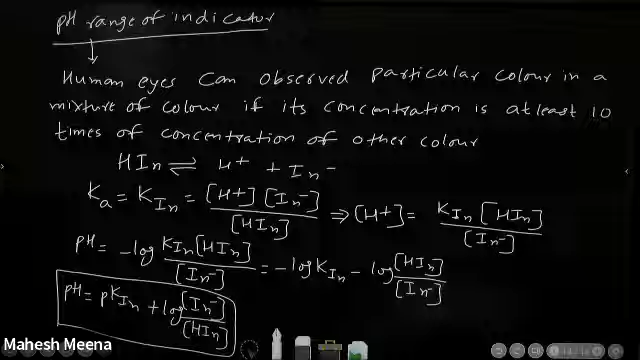 pH range of indicator
Human eyes can observed particular colour in a
mixture of colour if its concentration is atleast 10
times of concentration of other colour
HIn ⇌ H+ + In-
Ka = KIn = [H+] [In-] / [HIn] ⇒ [H+] = KIn [HIn] / [In-]
pH = -log KIn [HIn] / [In-] = -log KIn - log [HIn] / [In-]
pH = pKIn + log [In-] / [HIn]
Mahesh Meena